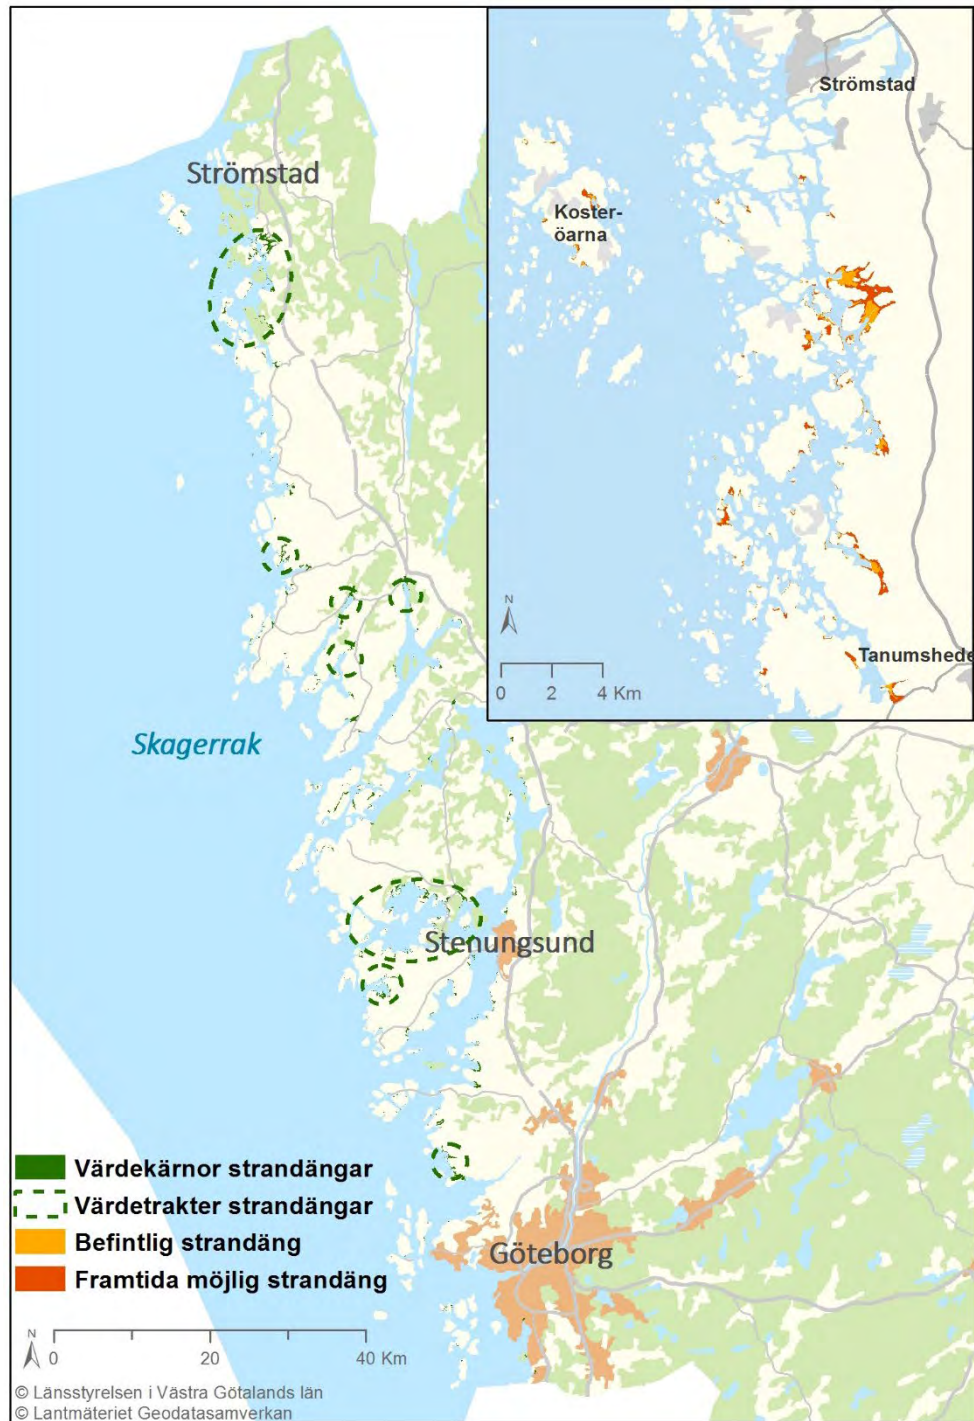 Strömstad
Strömstad
Koster-
öarna
N
0 2 4 Km
Tanumshede
Skagerrak
Stenungsund
Värdekärnor strandängar
Värdetrakter strandängar
Befintlig strandäng
Framtida möjlig strandäng
Göteborg
N
0 20 40 Km
© Länsstyrelsen i Västra Götalands län
© Lantmäteriet Geodatasamverkan